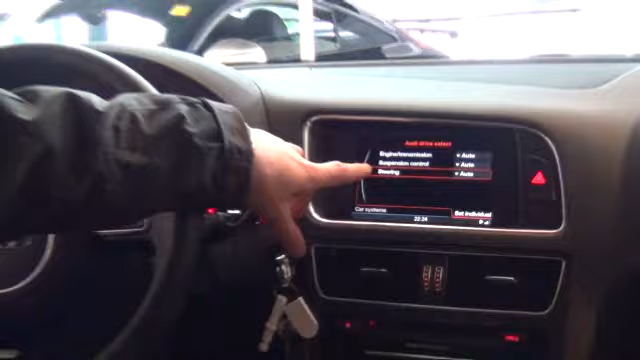 Audi drive select
Engine/transmission Auto
Suspension control Auto
Steering Auto
Car systems
Set individual
22:24